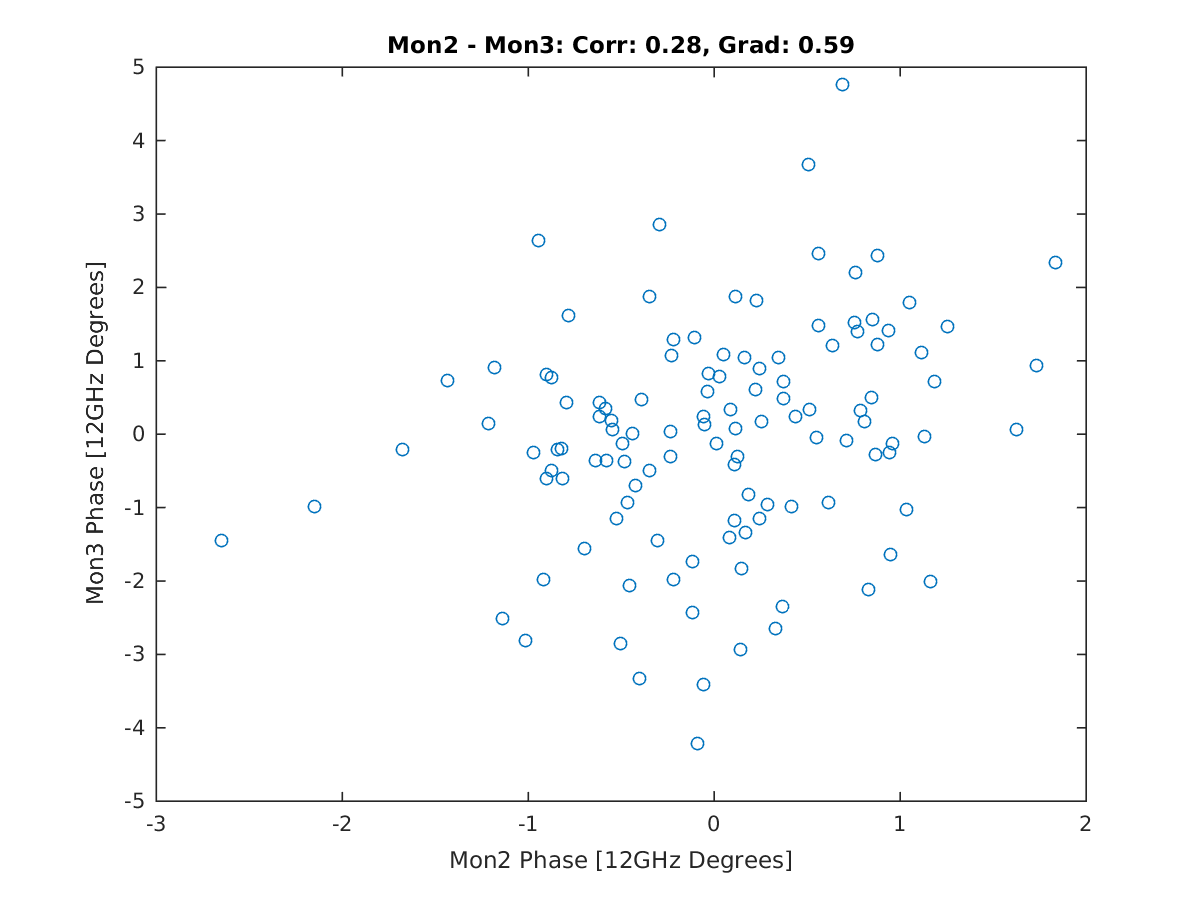 Mon2 - Mon3: Corr: 0.28, Grad: 0.59
5
4
3
2
1
0
-1
-2
-3
-4
-5
Mon3 Phase [12GHz Degrees]
-3 -2 -1 0 1 2
Mon2 Phase [12GHz Degrees]